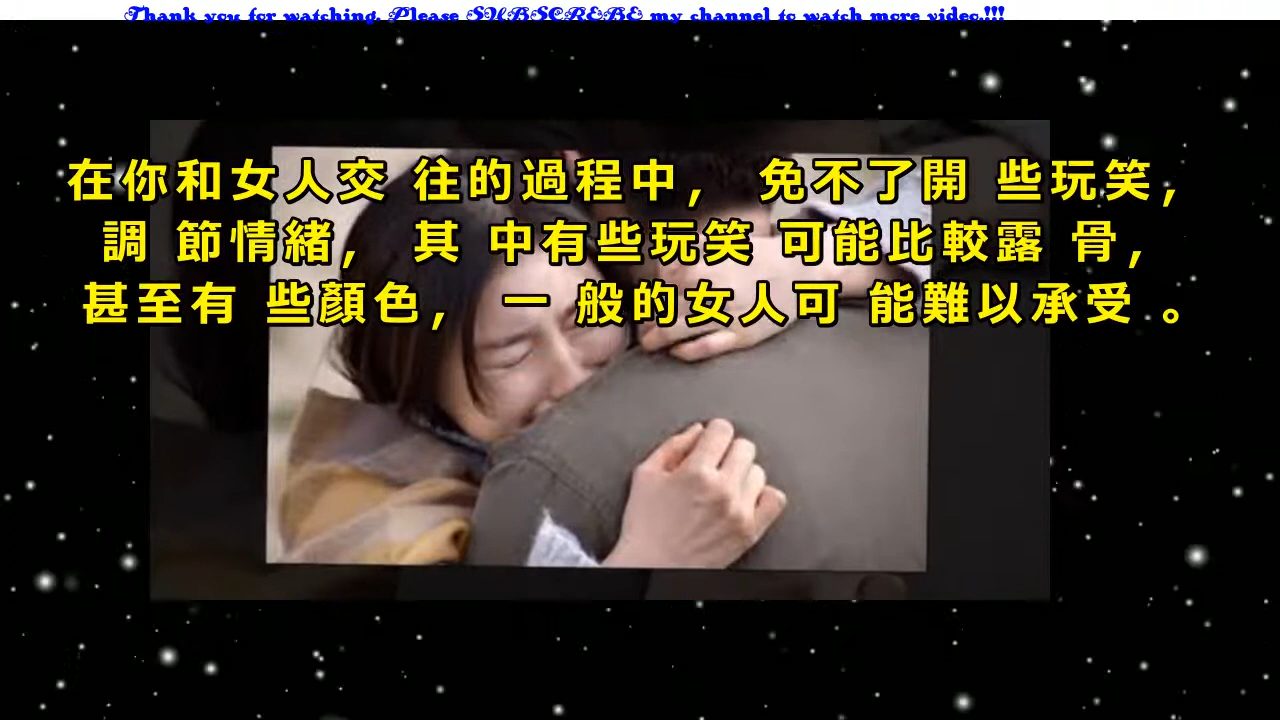 Thank you for watching. Please SUBSCREBE my channel to watch more video.!!!
在你和女人交 往的過程中， 免不了開 些玩笑，
調 節情緒， 其 中有些玩笑 可能比較露 骨，
甚至有 些顏色， 一 般的女人可 能難以承受 。